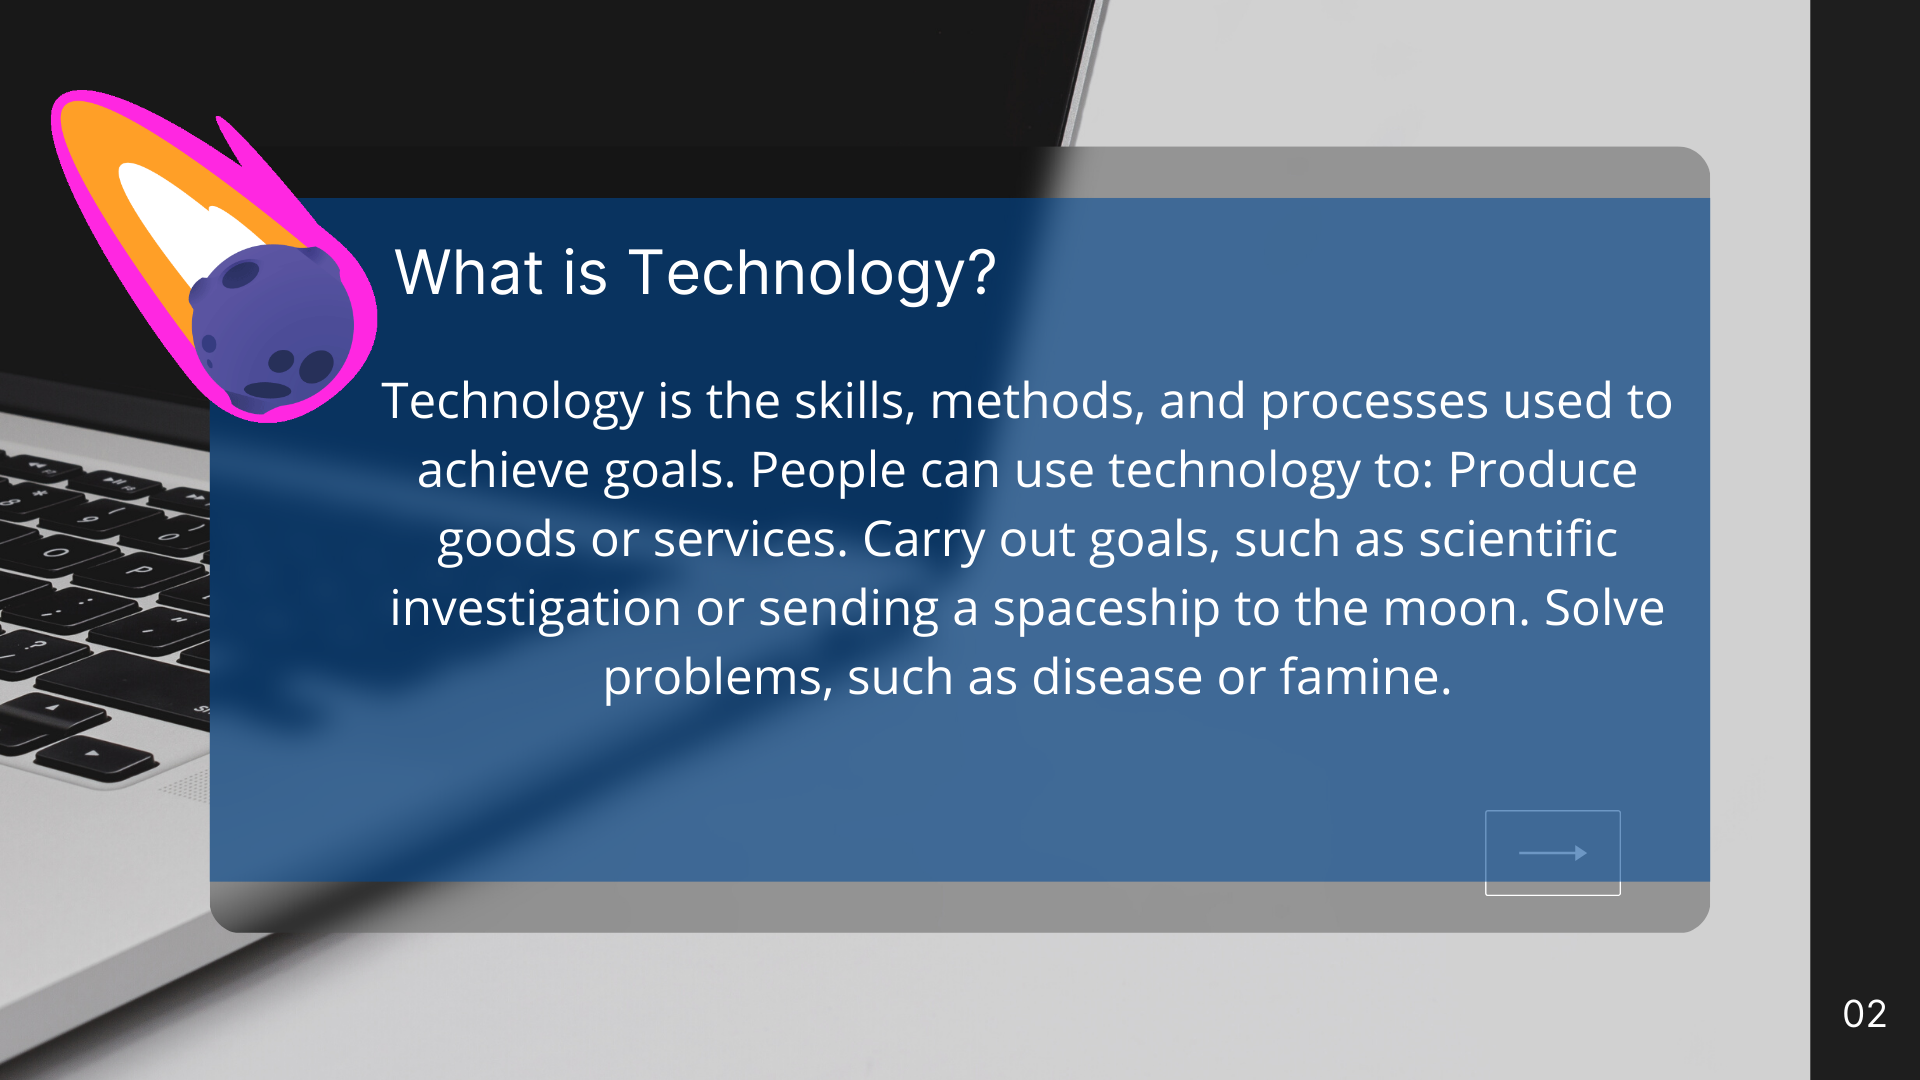 What is Technology?
Technology is the skills, methods, and processes used to
achieve goals. People can use technology to: Produce
goods or services. Carry out goals, such as scientific
investigation or sending a spaceship to the moon. Solve
problems, such as disease or famine.
02